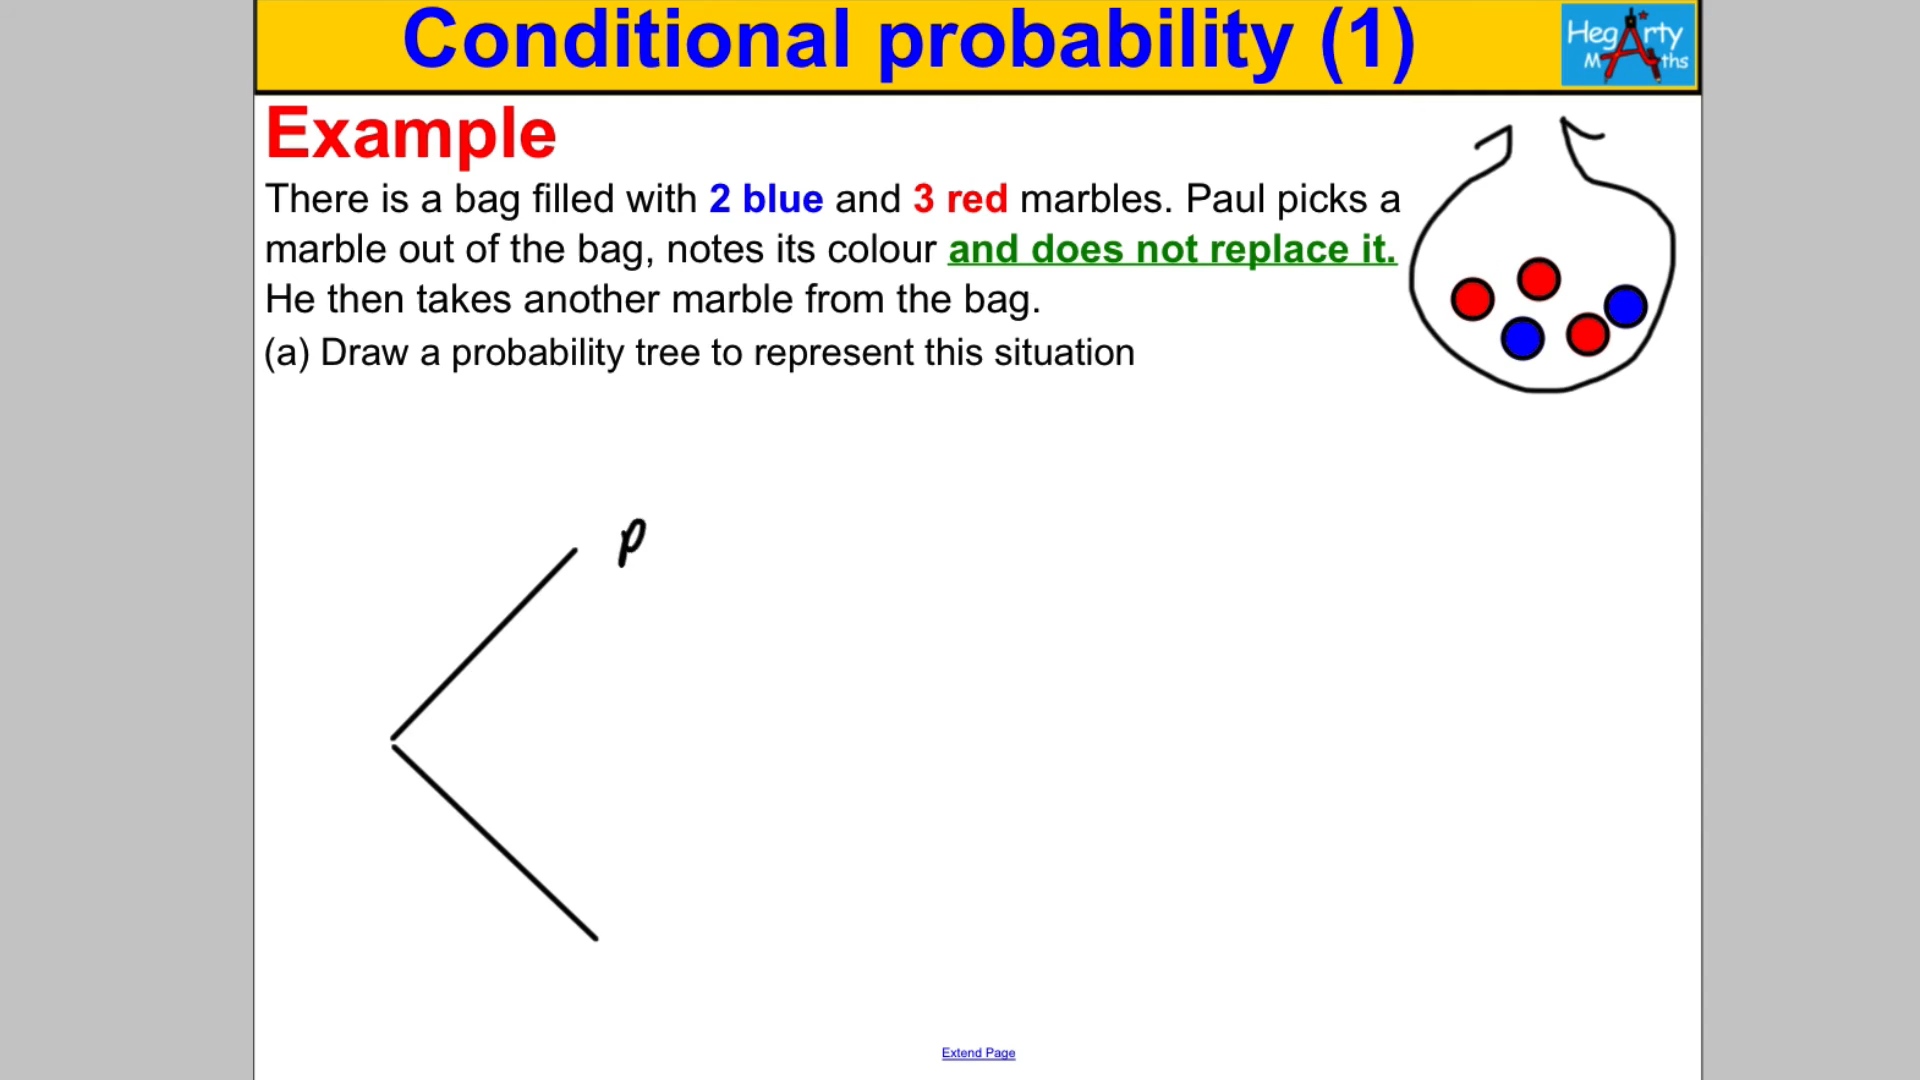 Conditional probability (1)
HegArty
Maths
Example
There is a bag filled with 2 blue and 3 red marbles. Paul picks a
marble out of the bag, notes its colour and does not replace it.
He then takes another marble from the bag.
(a) Draw a probability tree to represent this situation
p
Extend Page